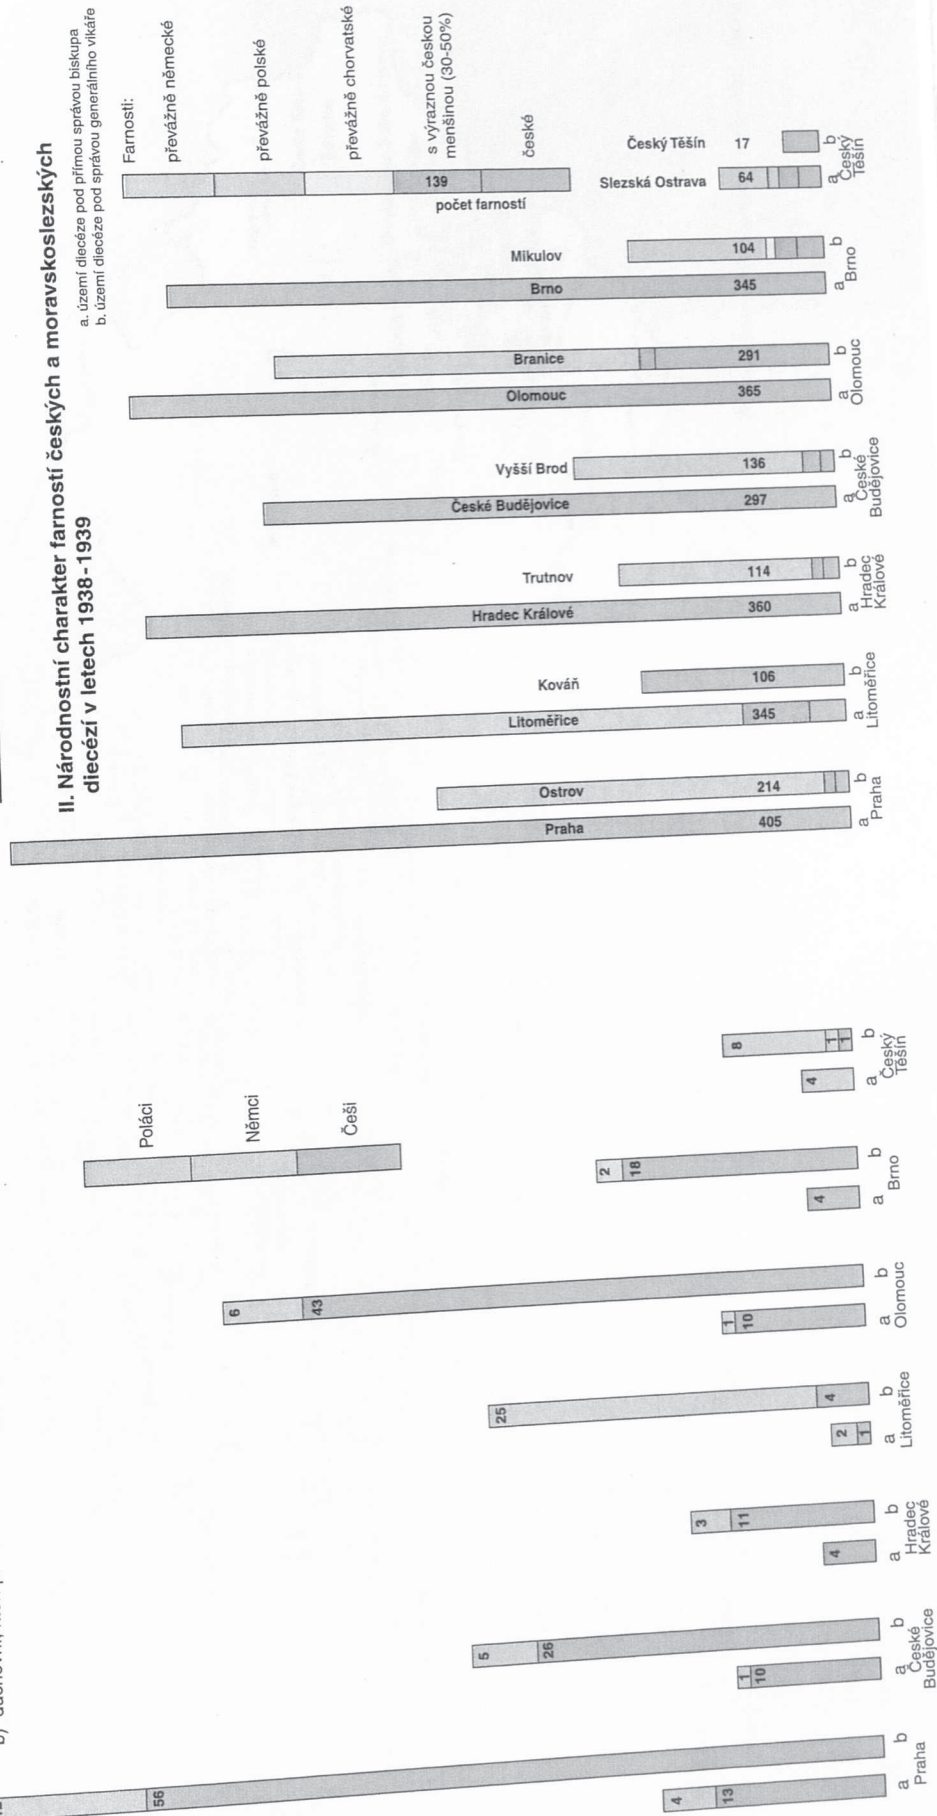 II. Národnostní charakter farností českých a moravskoslezských
diecézí v letech 1938-1939
a. území diecéze pod přímou správou biskupa
b. území diecéze pod správou generálního vikáře
Farnosti:
převážně německé
převážně polské
převážně chorvatské
s výraznou českou
menšinou (30-50%)
české
139
počet farností
Praha
405
Ostrov
214
a b
Praha
Litoměřice
345
Kováň
106
a b
Litoměřice
Hradec Králové
360
Trutnov
114
a b
Hradec
Králové
České Budějovice
297
Vyšší Brod
136
a b
České
Budějovice
Olomouc
365
Branice
291
a b
Olomouc
Brno
345
Mikulov
104
a b
Brno
Slezská Ostrava
64
Český Těšín
17
a b
Český
Těšín
Poláci
Němci
Češi
4
13
56
a b
Praha
1
10
5
26
a b
České
Budějovice
4
3
11
a b
Hradec
Králové
2
1
25
4
a b
Litoměřice
1
10
6
43
a b
Olomouc
4
2
18
a b
Brno
4
8
1
1
a b
Český
Těšín